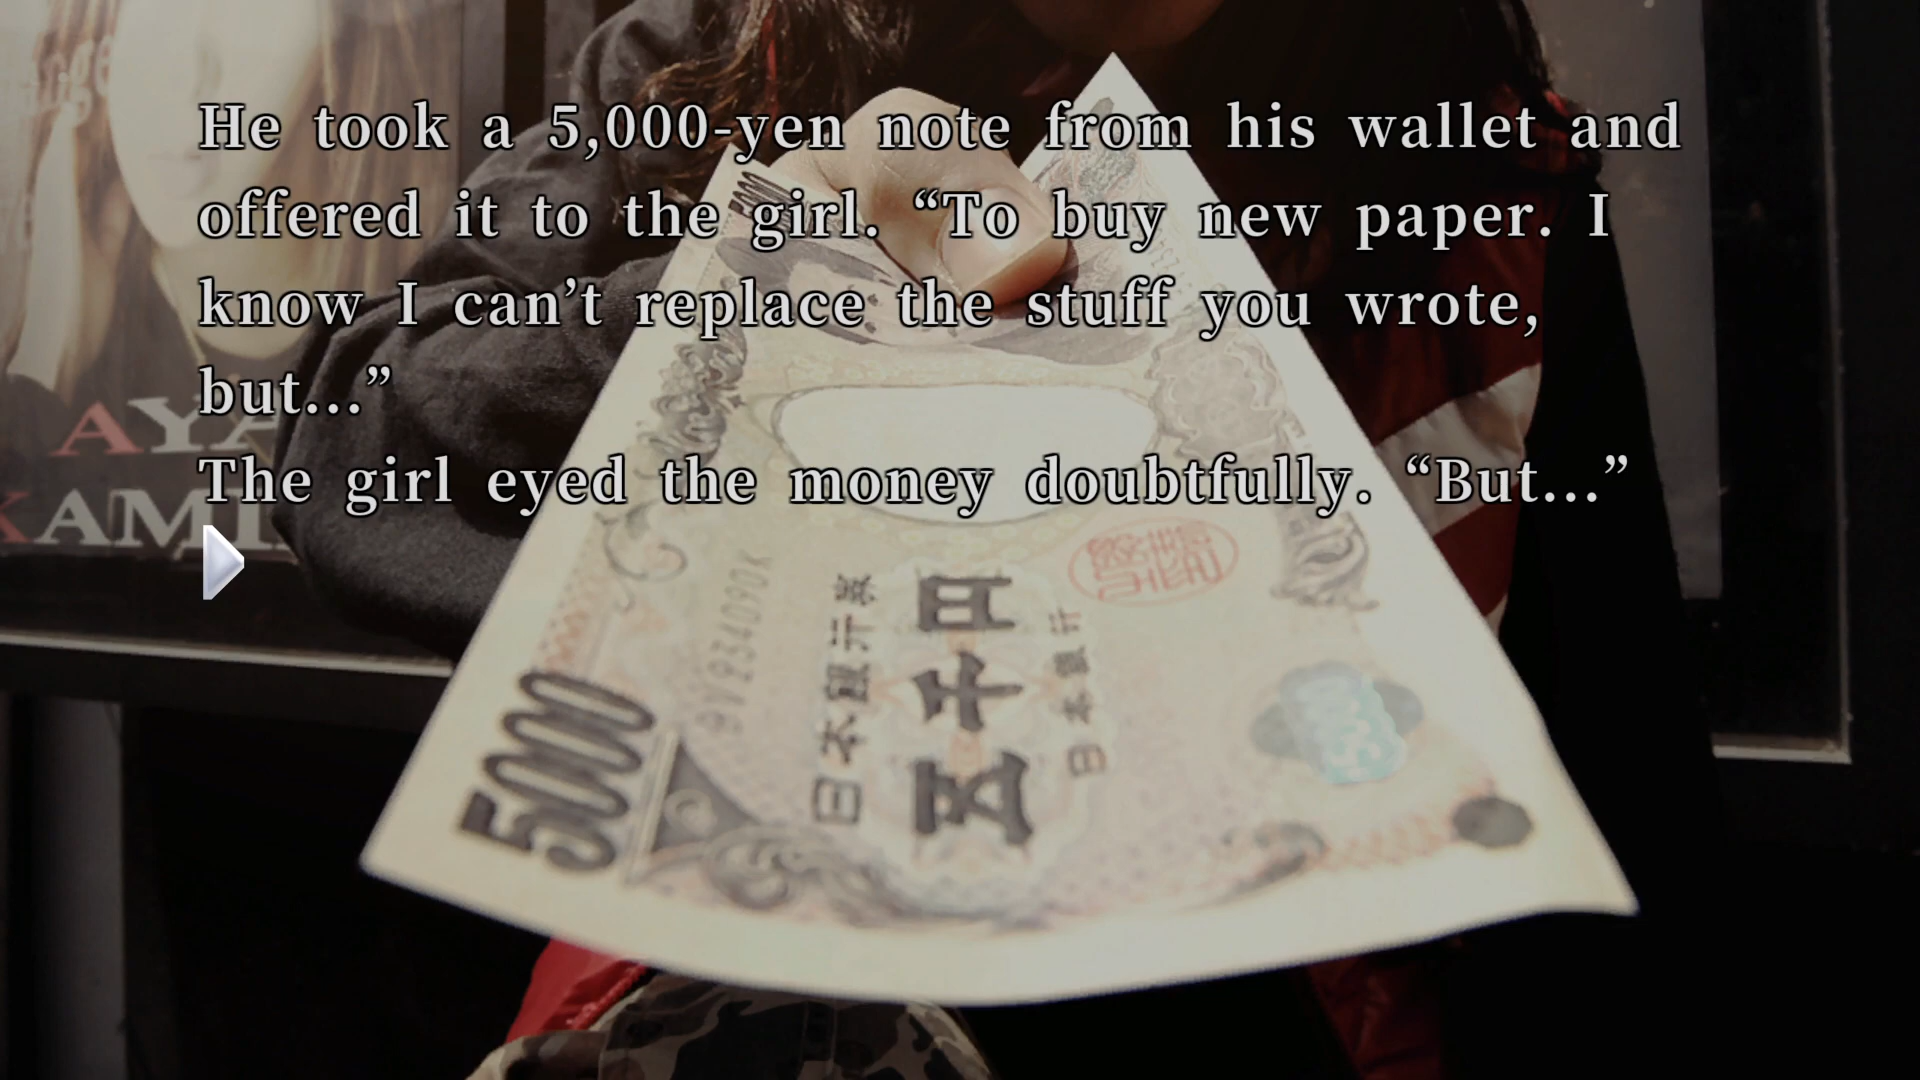 He took a 5,000-yen note from his wallet and
offered it to the girl. “To buy new paper. I
know I can’t replace the stuff you wrote,
but...”
The girl eyed the money doubtfully. “But...”
AYA
KAMI
5000
日本銀行券
五千円
日本銀行